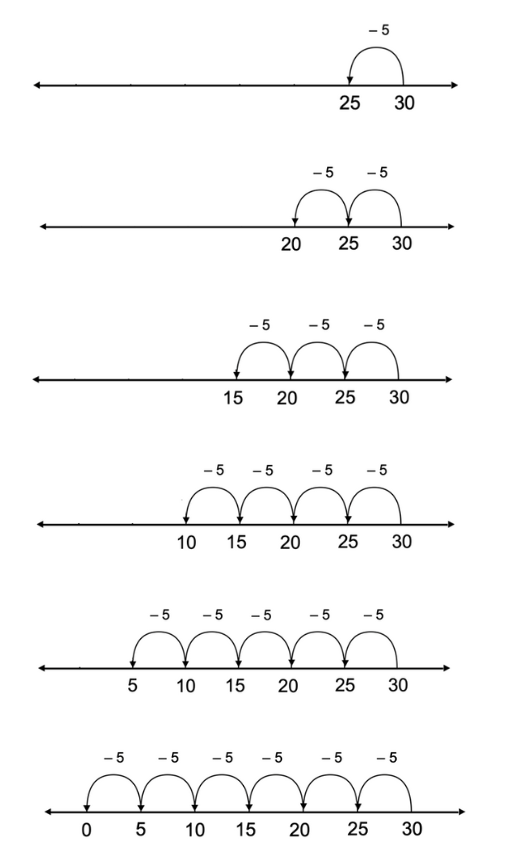 – 5
25 30
– 5 – 5
20 25 30
– 5 – 5 – 5
15 20 25 30
– 5 – 5 – 5 – 5
10 15 20 25 30
– 5 – 5 – 5 – 5 – 5
5 10 15 20 25 30
– 5 – 5 – 5 – 5 – 5 – 5
0 5 10 15 20 25 30